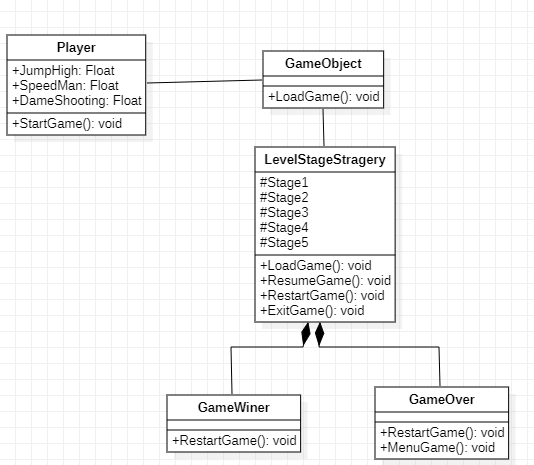 Player
+JumpHigh: Float
+SpeedMan: Float
+DameShooting: Float
+StartGame(): void
GameObject
+LoadGame(): void
LevelStageStragery
#Stage1
#Stage2
#Stage3
#Stage4
#Stage5
+LoadGame(): void
+ResumeGame(): void
+RestartGame(): void
+ExitGame(): void
GameWiner
+RestartGame(): void
GameOver
+RestartGame(): void
+MenuGame(): void